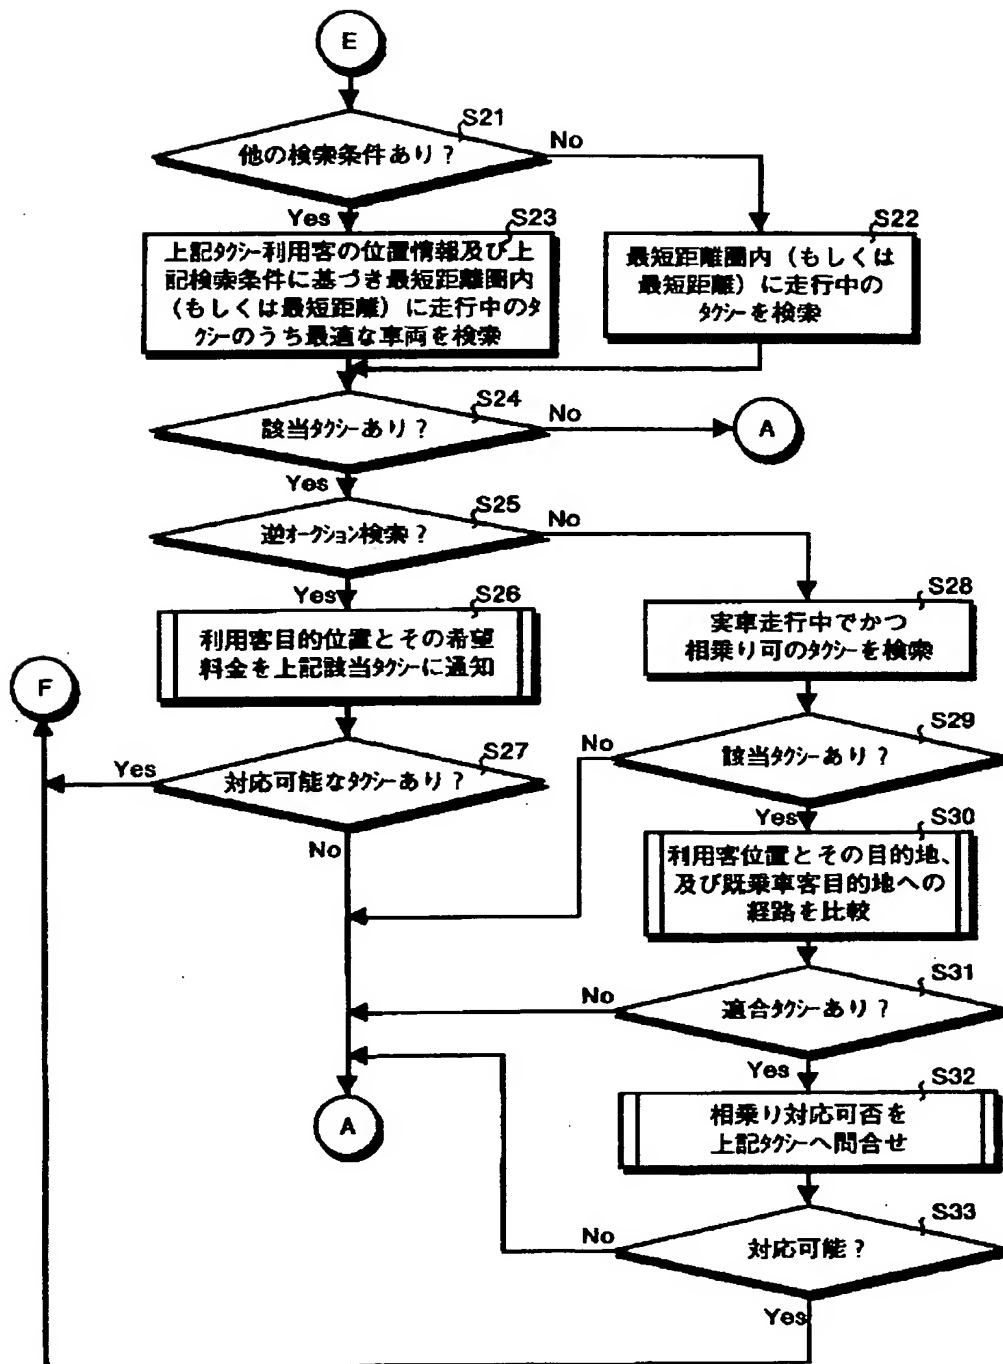 E
S21
他の検索条件あり？
No
Yes
S23
上記タクシー利用客の位置情報及び上
記検索条件に基づき最短距離圏内
（もしくは最短距離）に走行中のタ
クシーのうち最適な車両を検索
S22
最短距離圏内（もしくは
最短距離）に走行中の
タクシーを検索
S24
該当タクシーあり？
No
A
Yes
S25
逆オークション検索？
No
Yes
S26
利用客目的位置とその希望
料金を上記該当タクシーに通知
S28
実車走行中でかつ
相乗り可のタクシーを検索
F
S27
対応可能なタクシーあり？
Yes
No
S29
該当タクシーあり？
No
Yes
S30
利用客位置とその目的地、
及び既乗車客目的地への
経路を比較
S31
適合タクシーあり？
No
Yes
A
S32
相乗り対応可否を
上記タクシーへ問合せ
S33
対応可能？
No
Yes